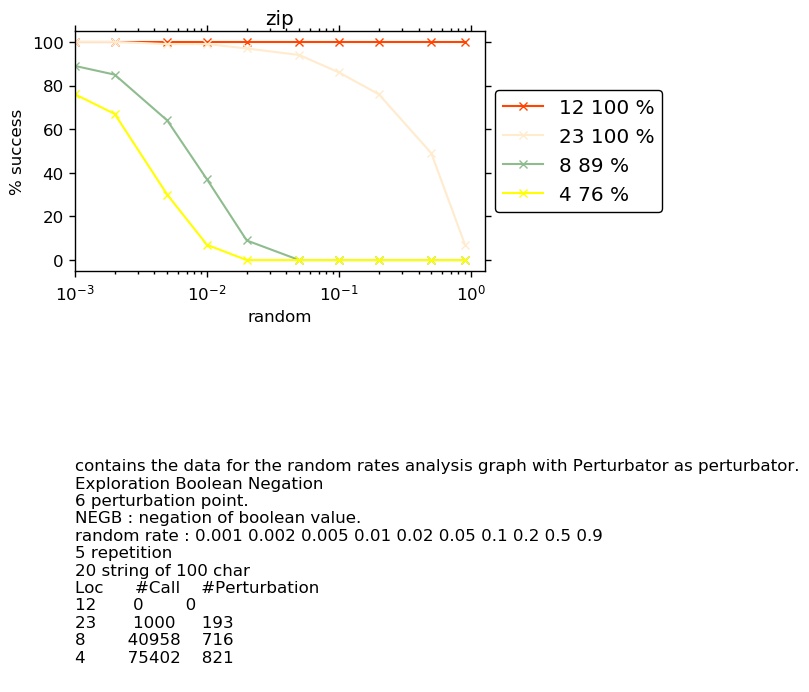 zip
100
80
60
40
20
0
% success
10^-3 10^-2 10^-1 10^0
random
12 100 %
23 100 %
8 89 %
4 76 %
contains the data for the random rates analysis graph with Perturbator as perturbator.
Exploration Boolean Negation
6 perturbation point.
NEGB : negation of boolean value.
random rate : 0.001 0.002 0.005 0.01 0.02 0.05 0.1 0.2 0.5 0.9
5 repetition
20 string of 100 char
Loc #Call #Perturbation
12 0 0
23 1000 193
8 40958 716
4 75402 821